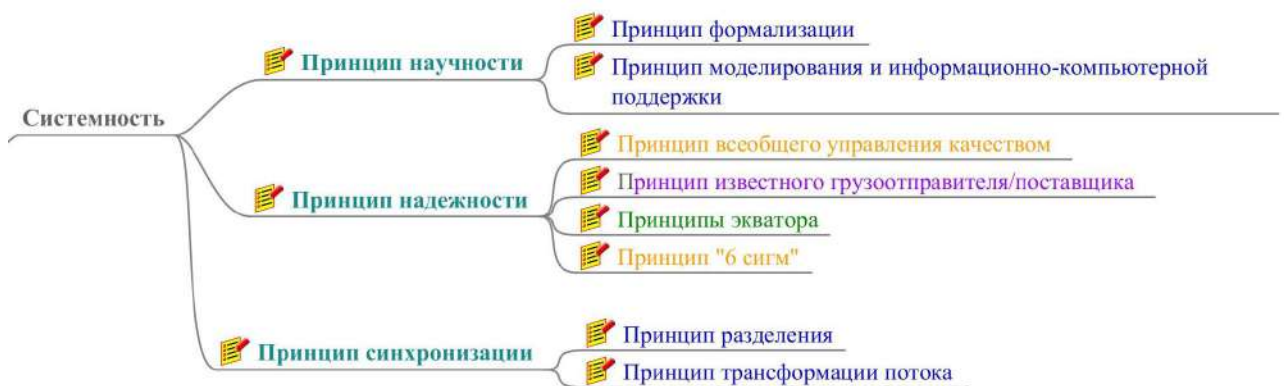 Системность
Принцип научности
Принцип формализации
Принцип моделирования и информационно-компьютерной
поддержки
Принцип надежности
Принцип всеобщего управления качеством
Принцип известного грузоотправителя/поставщика
Принципы экватора
Принцип "6 сигм"
Принцип синхронизации
Принцип разделения
Принцип трансформации потока